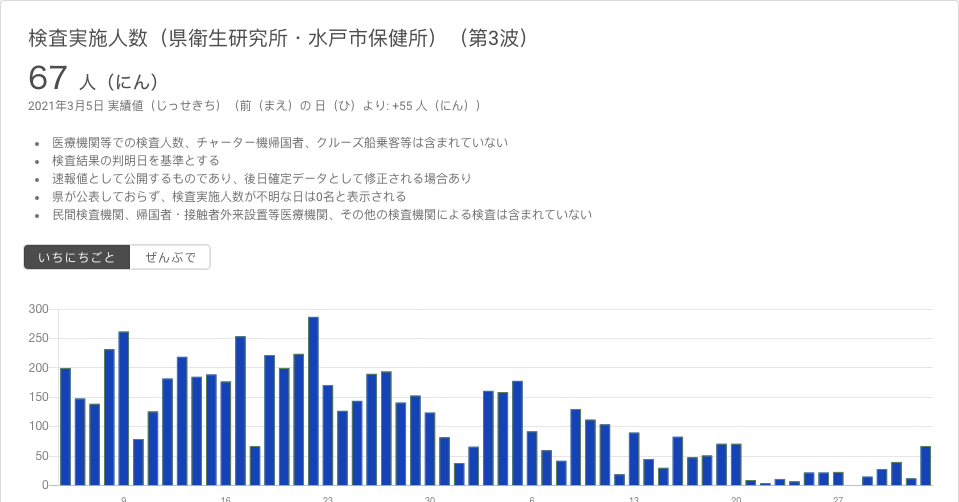 検査実施人数（県衛生研究所・水戸市保健所）（第3波）
67 人（にん）
2021年3月5日 実績値（じっせきち）（前（まえ）の 日（ひ）より: +55 人（にん））
• 医療機関等での検査人数、チャーター機帰国者、クルーズ船乗客等は含まれていない
• 検査結果の判明日を基準とする
• 速報値として公開するものであり、後日確定データとして修正される場合あり
• 県が公表しておらず、検査実施人数が不明な日は0名と表示される
• 民間検査機関、帰国者・接触者外来設置等医療機関、その他の検査機関による検査は含まれていない
いちにちごと ぜんぶで
300
250
200
150
100
50
0
9 16 23 30 6 13 20 27